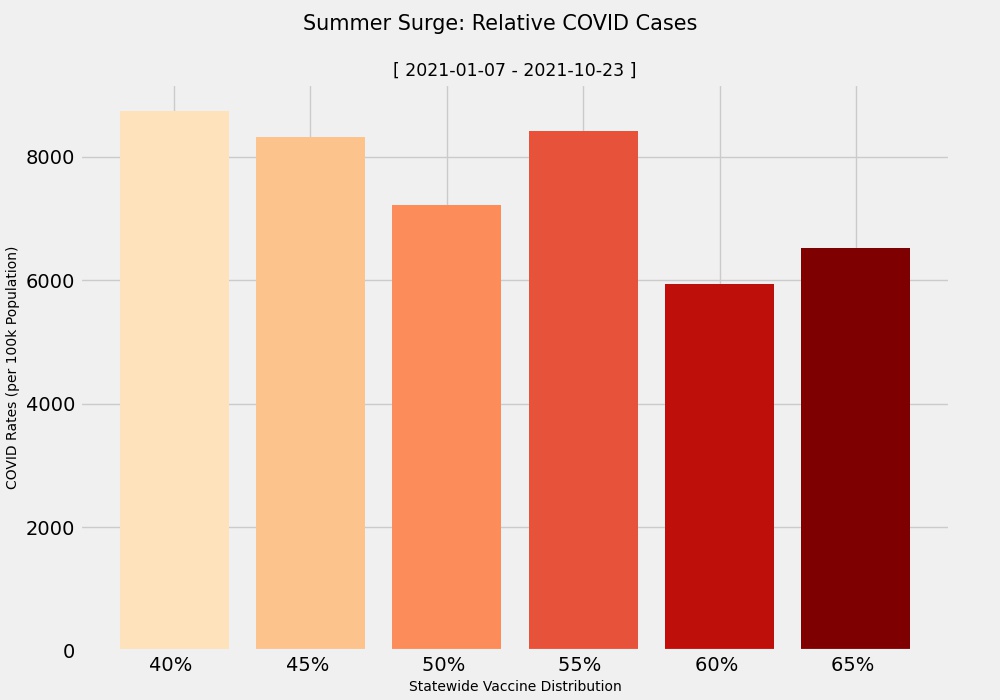 Summer Surge: Relative COVID Cases
[ 2021-01-07 - 2021-10-23 ]
COVID Rates (per 100k Population)
8000
6000
4000
2000
0
40% 45% 50% 55% 60% 65%
Statewide Vaccine Distribution